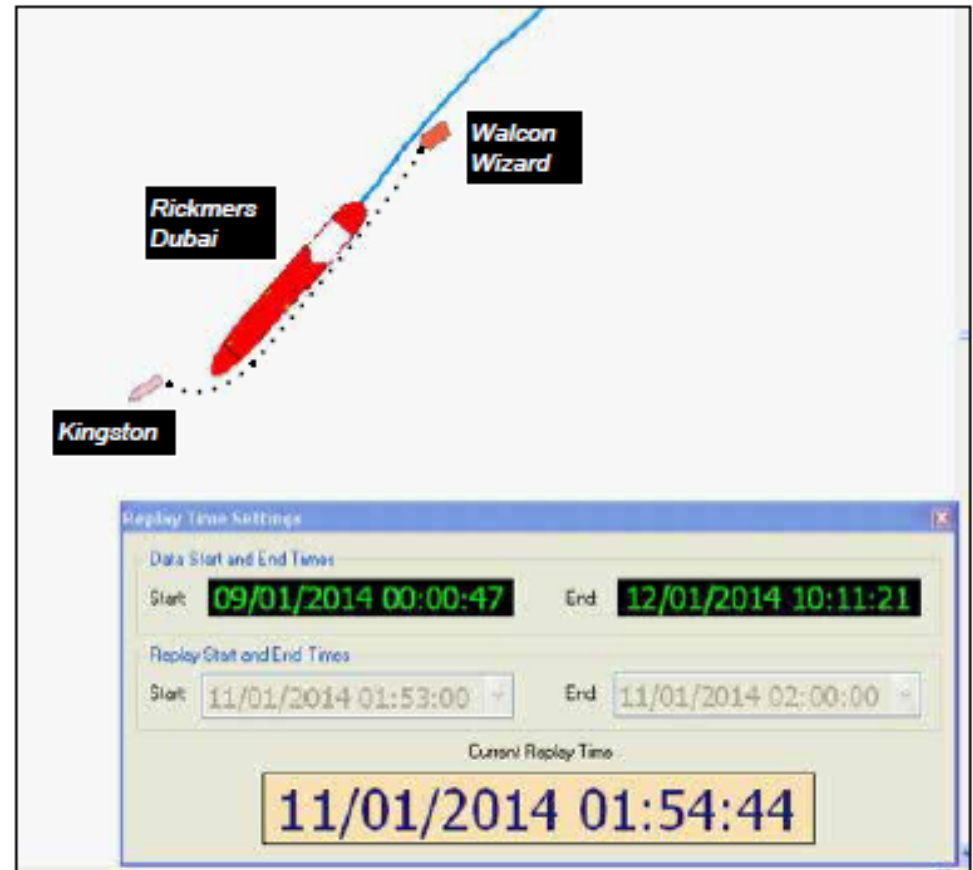 Walcon
Wizard
Rickmers
Dubai
Kingston
Replay Time Settings
Data Start and End Times
Start: 09/01/2014 00:00:47 End: 12/01/2014 10:11:21
Replay Start and End Times
Start: 11/01/2014 01:53:00 End: 11/01/2014 02:00:00
Current Replay Time
11/01/2014 01:54:44